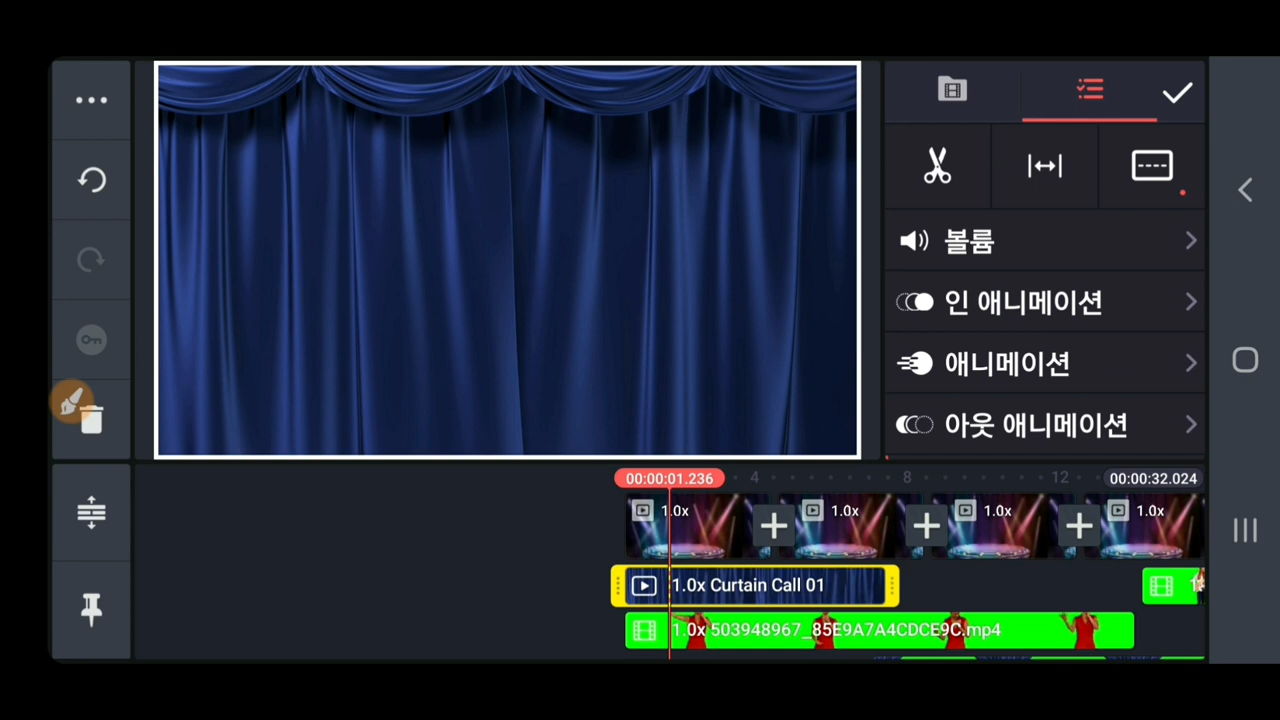 볼륨
인 애니메이션
애니메이션
아웃 애니메이션
00:00:01.236
4
8
12
00:00:32.024
1.0x
1.0x
1.0x
1.0x
1.0x Curtain Call 01
1.0x 503948967_85E9A7A4CDCE9C.mp4